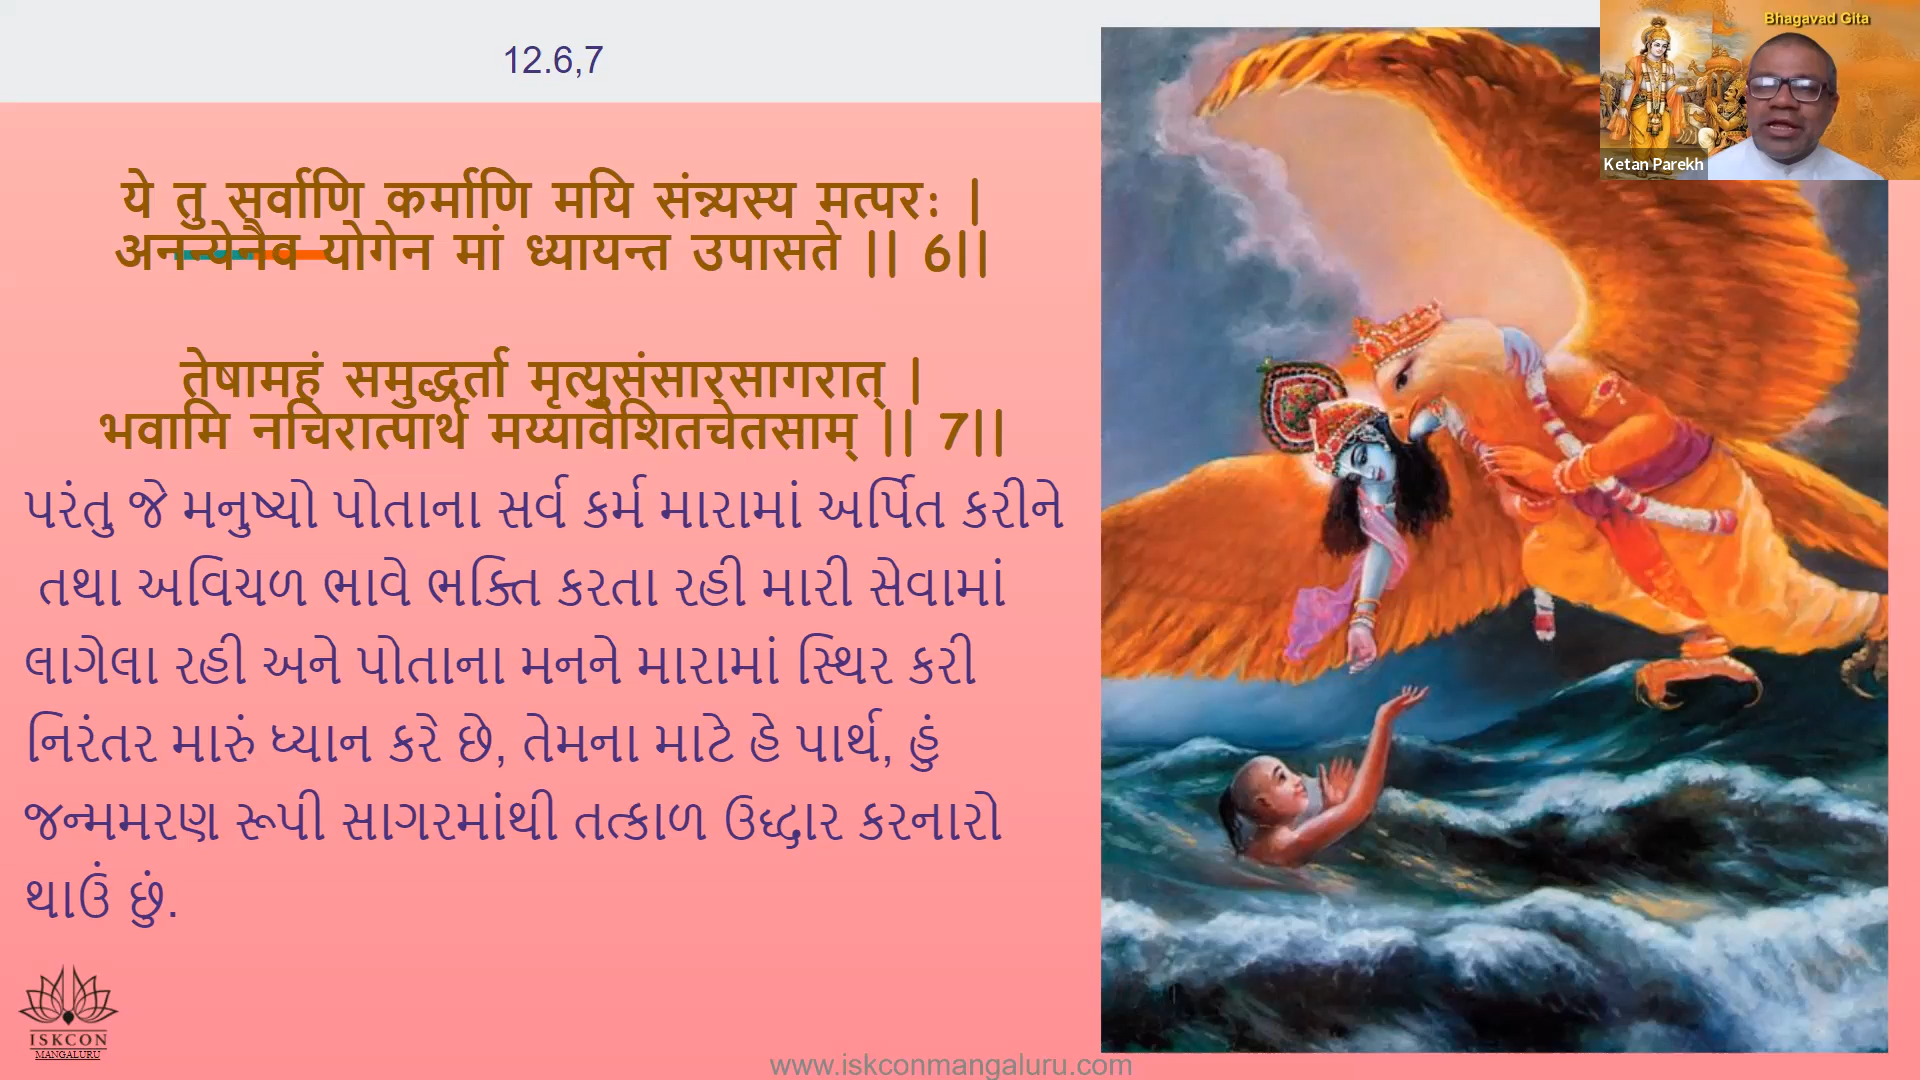 12.6,7
Bhagavad Gita
Ketan Parekh
ये तु सर्वाणि कर्माणि मयि संन्न्यस्य मत्परः |
अनन्येनैव योगेन मां ध्यायन्त उपासते || 6||
तेषामहं समुद्धर्ता मृत्युसंसारसागरात् |
भवामि नचिरात्पार्थ मय्यावेशितचेतसाम् || 7||
પરંતુ જે મનુષ્યો પોતાના સર્વ કર્મ મારામાં અર્પિત કરીને
તથા અવિચળ ભાવે ભક્તિ કરતા રહી મારી સેવામાં
લાગેલા રહી અને પોતાના મનને મારામાં સ્થિર કરી
નિરંતર મારું ધ્યાન કરે છે, તેમના માટે હે પાર્થ, હું
જન્મમરણ રૂપી સાગરમાંથી તત્કાળ ઉદ્ધાર કરનારો
થાઉં છું.
ISKCON
MANGALURU
www.iskconmangaluru.com